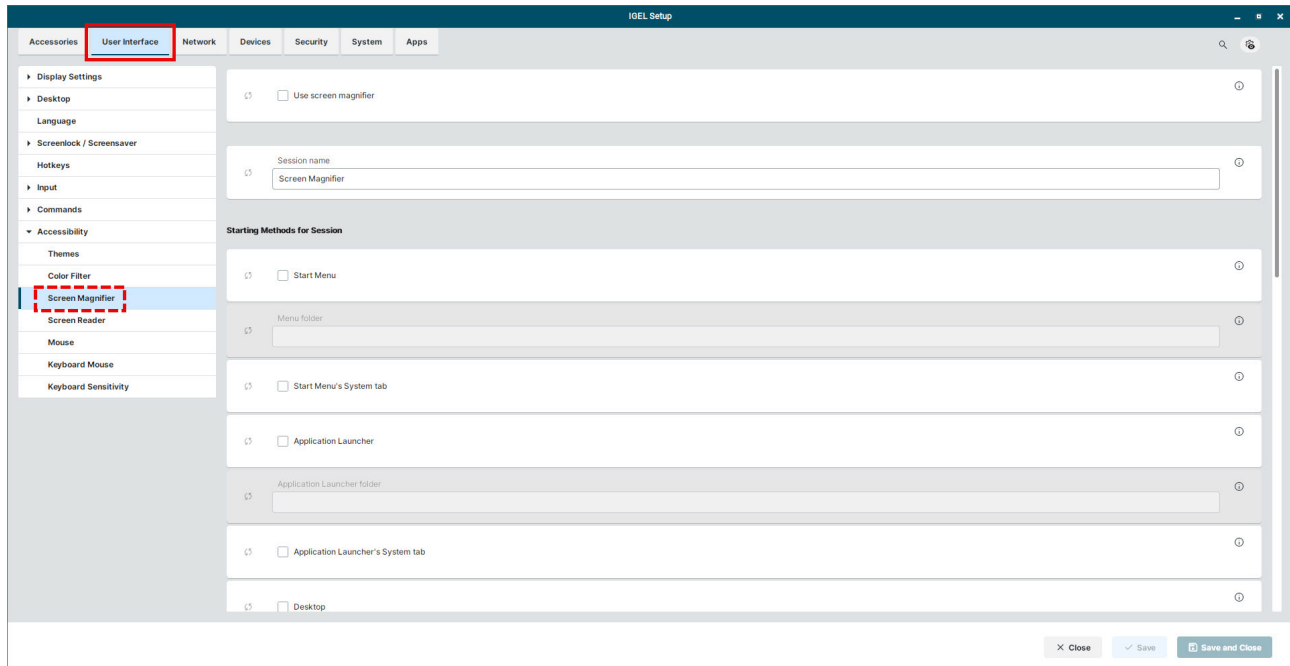 IGEL Setup
Accessories User Interface Network Devices Security System Apps
Display Settings
Desktop
Language
Screenlock / Screensaver
Hotkeys
Input
Commands
Accessibility
Themes
Color Filter
Screen Magnifier
Screen Reader
Mouse
Keyboard Mouse
Keyboard Sensitivity
Use screen magnifier
Session name
Screen Magnifier
Starting Methods for Session
Start Menu
Menu folder
Start Menu's System tab
Application Launcher
Application Launcher folder
Application Launcher's System tab
Desktop
Close Save Save and Close